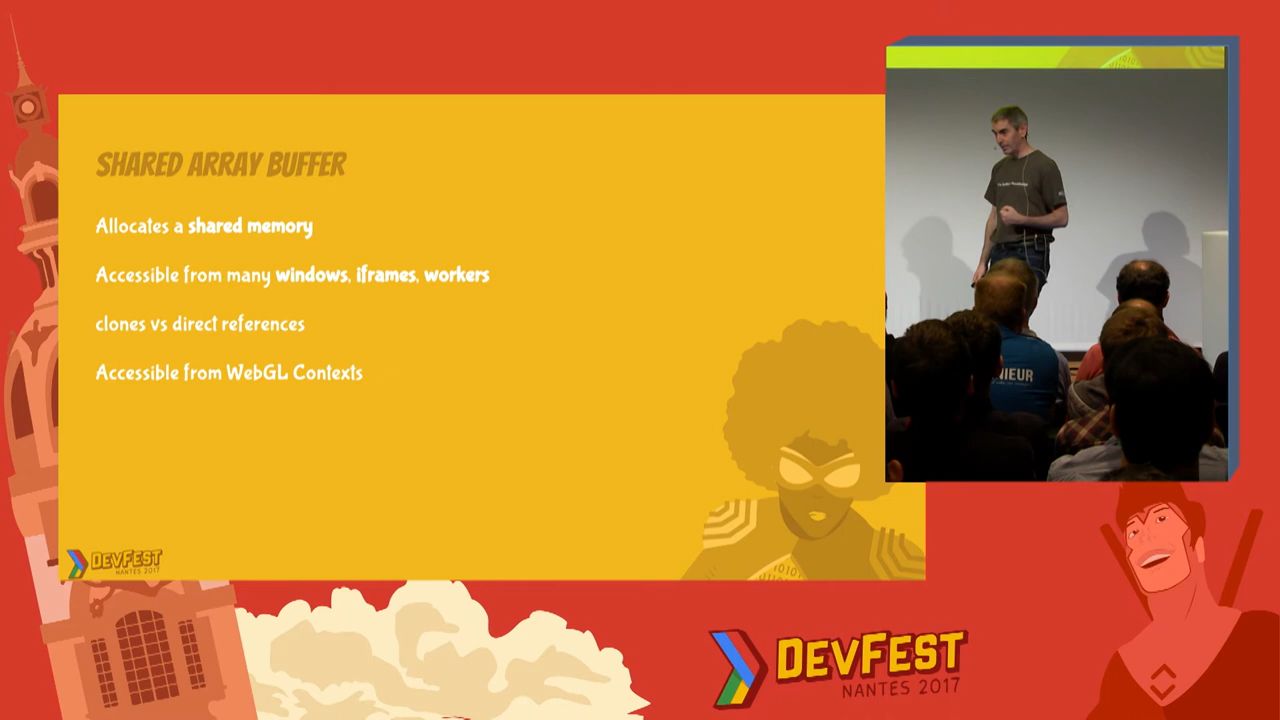 SHARED ARRAY BUFFER
Allocates a shared memory
Accessible from many windows, iframes, workers
clones vs direct references
Accessible from WebGL Contexts
DEVFEST
NANTES 2017
NIEUR
DEVFEST
NANTES 2017